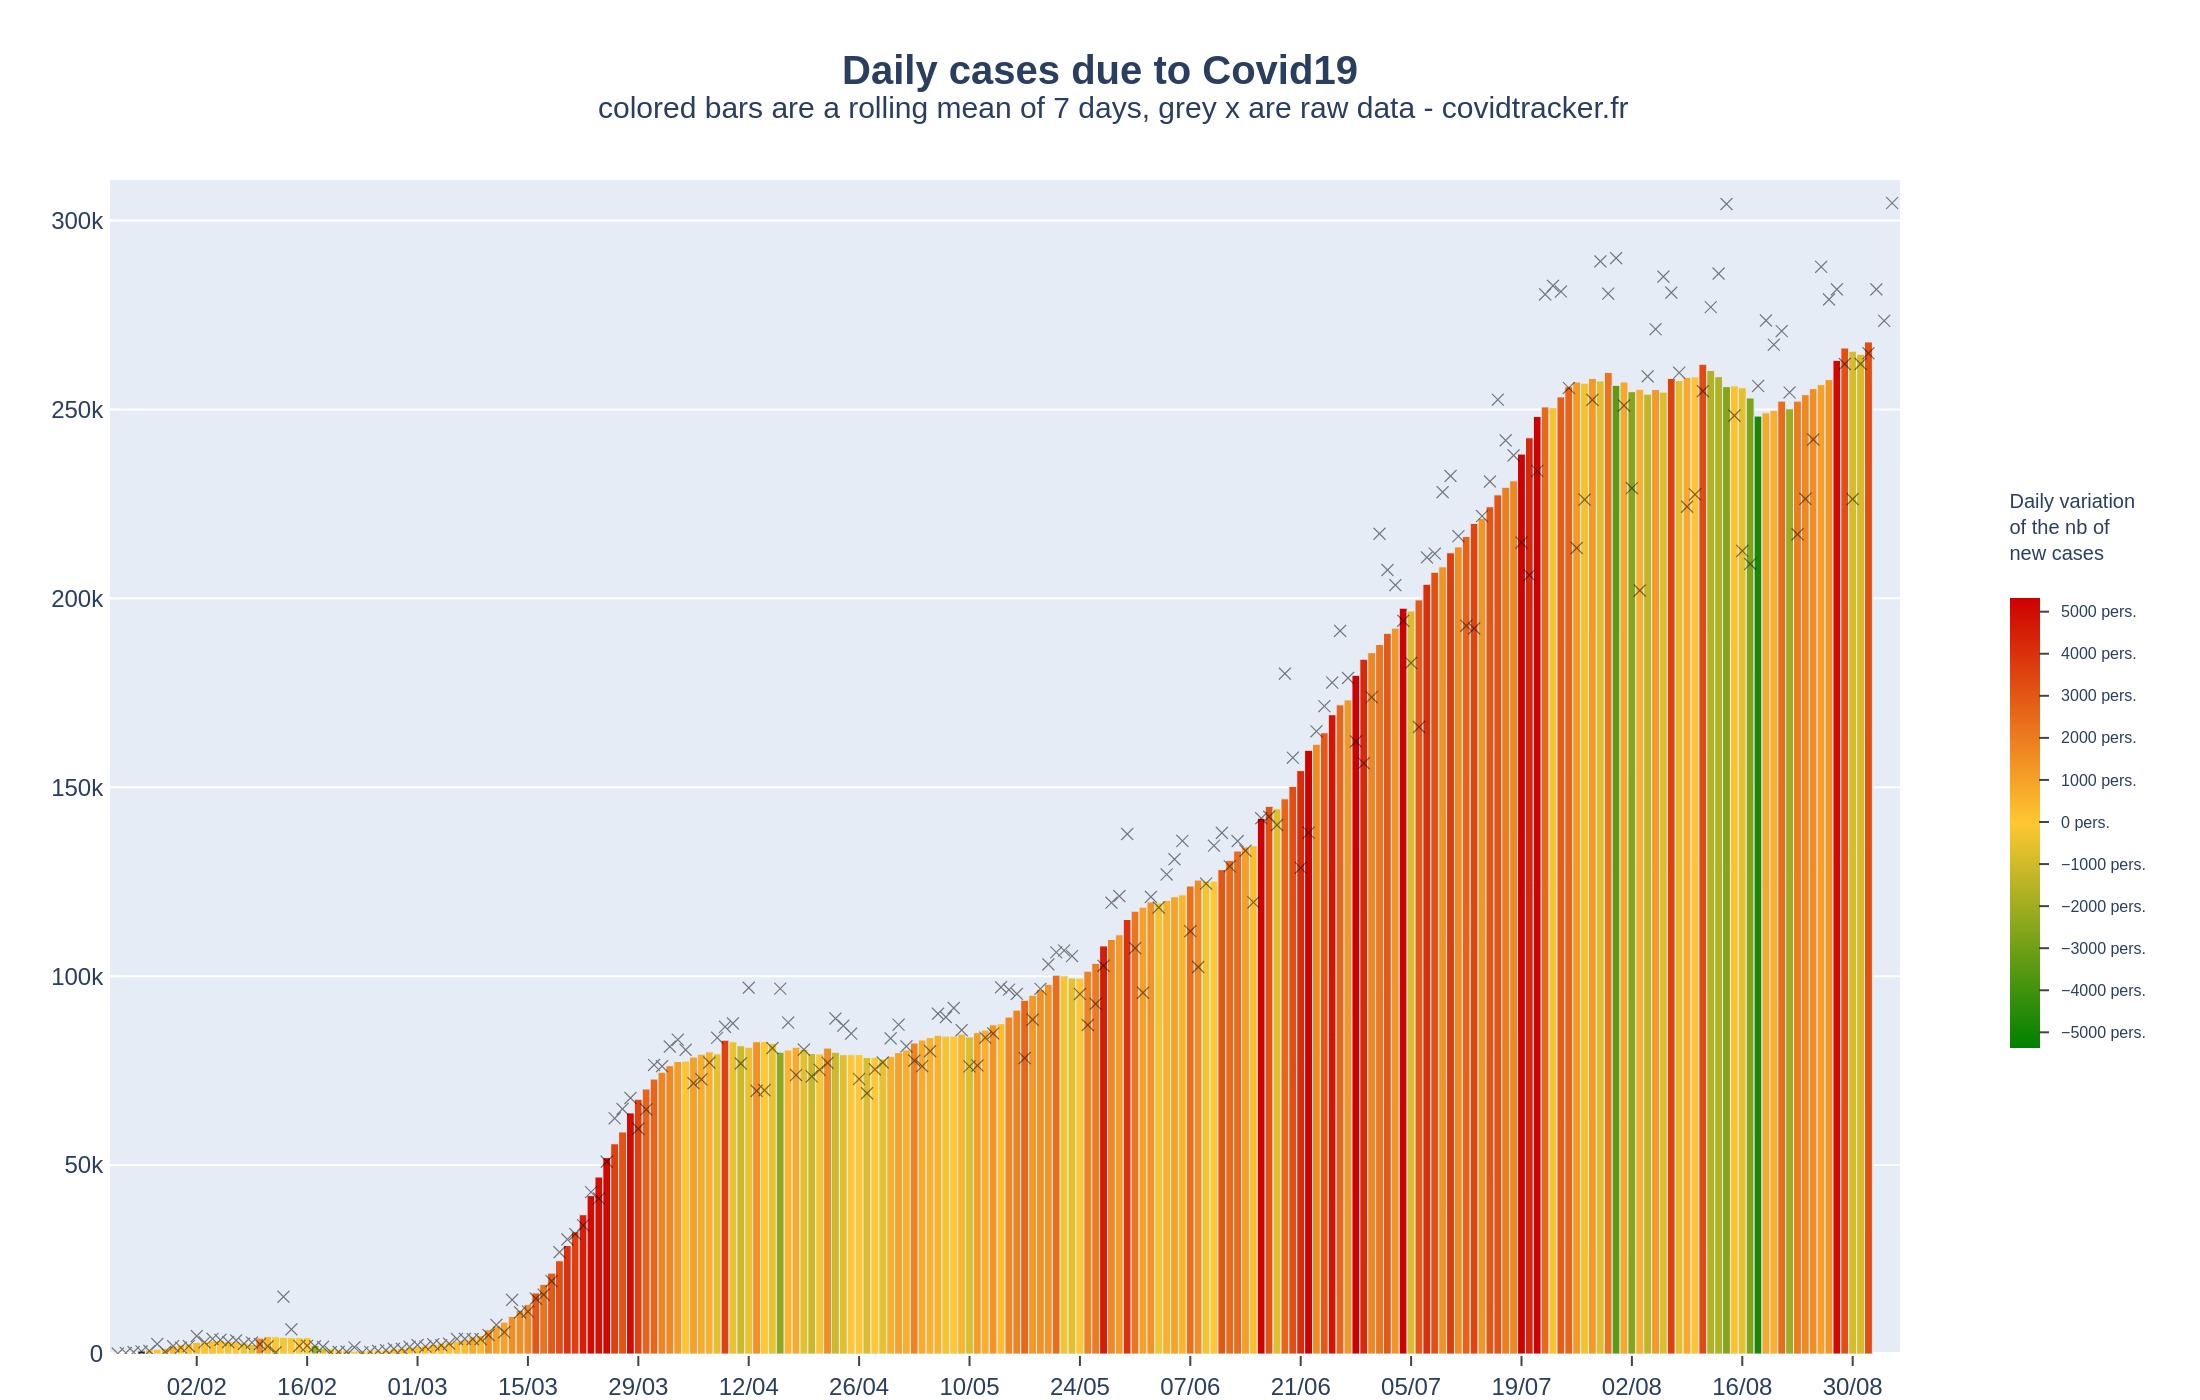 Daily cases due to Covid19
colored bars are a rolling mean of 7 days, grey x are raw data - covidtracker.fr
300k
250k
200k
150k
100k
50k
0
02/02 16/02 01/03 15/03 29/03 12/04 26/04 10/05 24/05 07/06 21/06 05/07 19/07 02/08 16/08 30/08
Daily variation
of the nb of
new cases
5000 pers.
4000 pers.
3000 pers.
2000 pers.
1000 pers.
0 pers.
−1000 pers.
−2000 pers.
−3000 pers.
−4000 pers.
−5000 pers.